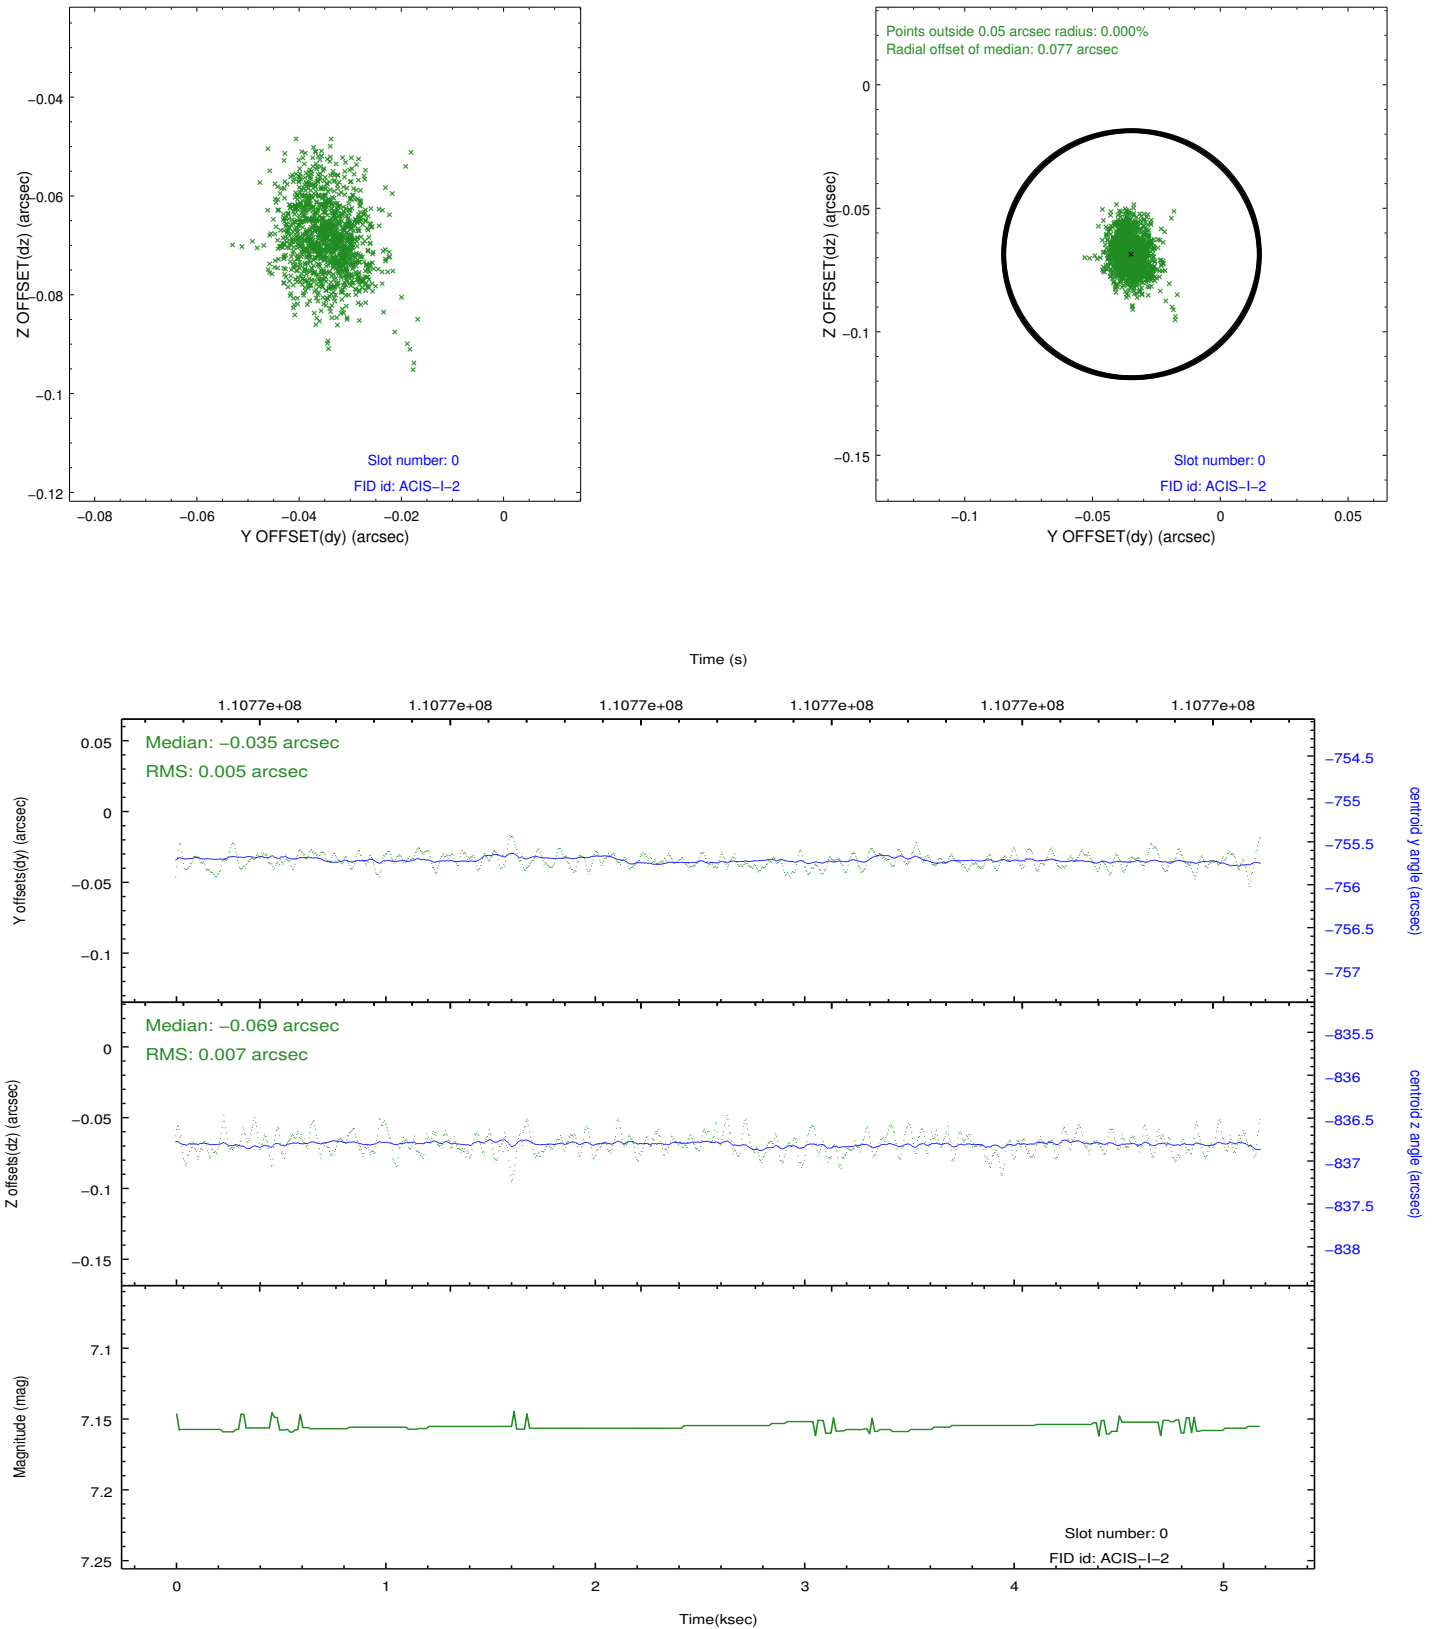 −0.04
−0.06
−0.08
−0.1
−0.12
Z OFFSET(dz) (arcsec)
Slot number: 0
FID id: ACIS−I−2
−0.08 −0.06 −0.04 −0.02 0
Y OFFSET(dy) (arcsec)
Points outside 0.05 arcsec radius: 0.000%
Radial offset of median: 0.077 arcsec
0
−0.05
−0.1
−0.15
Z OFFSET(dz) (arcsec)
Slot number: 0
FID id: ACIS−I−2
−0.1 −0.05 0 0.05
Y OFFSET(dy) (arcsec)
Time (s)
1.1077e+08 1.1077e+08 1.1077e+08 1.1077e+08 1.1077e+08 1.1077e+08
Median: −0.035 arcsec
RMS: 0.005 arcsec
0.05
0
−0.05
−0.1
Y offsets(dy) (arcsec)
−754.5
−755
−755.5
−756
−756.5
−757
centroid y angle (arcsec)
Median: −0.069 arcsec
RMS: 0.007 arcsec
0
−0.05
−0.1
−0.15
Z offsets(dz) (arcsec)
−835.5
−836
−836.5
−837
−837.5
−838
centroid z angle (arcsec)
7.1
7.15
7.2
7.25
Magnitude (mag)
Slot number: 0
FID id: ACIS−I−2
0 1 2 3 4 5
Time(ksec)